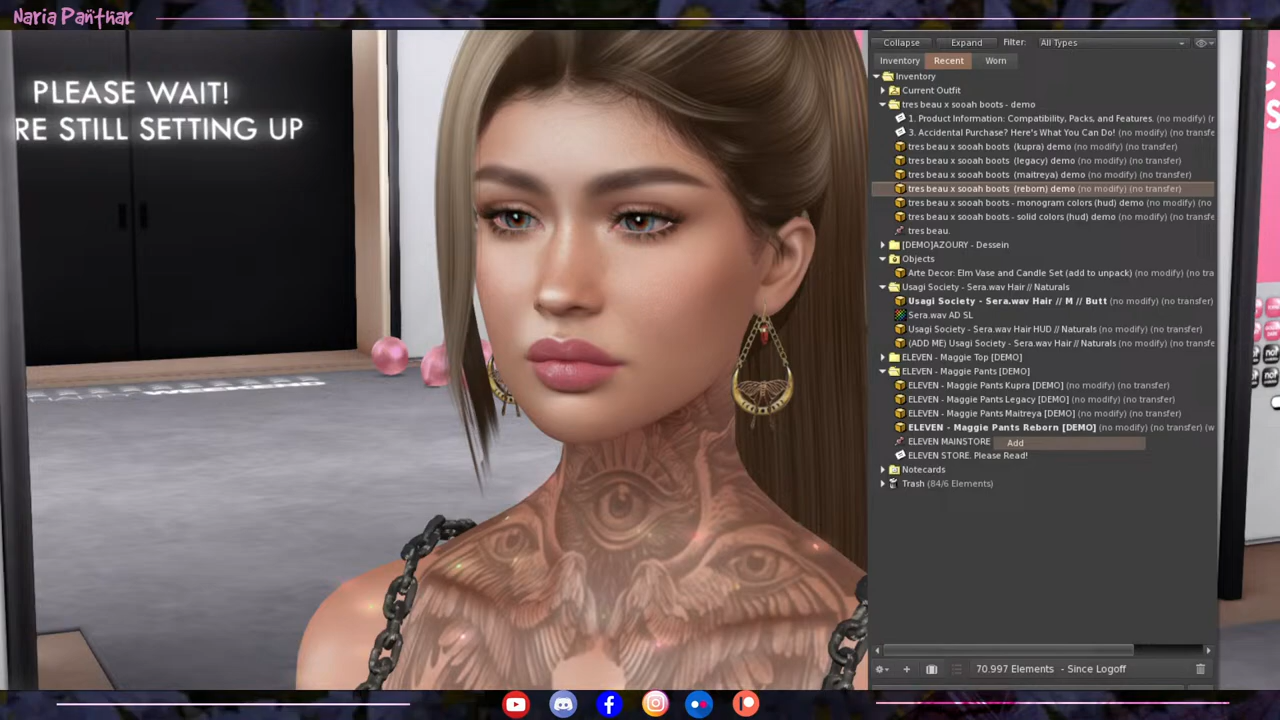 Naria Panthar
PLEASE WAIT!
RE STILL SETTING UP
Collapse
Expand
Filter:
All Types
Inventory
Recent
Worn
Inventory
Current Outfit
tres beau x sooah boots - demo
1. Product Information: Compatibility, Packs, and Features. (no modify) (r
3. Accidental Purchase? Here's What You Can Do! (no modify) (no transfe
tres beau x sooah boots (kupra) demo (no modify) (no transfer)
tres beau x sooah boots (legacy) demo (no modify) (no transfer)
tres beau x sooah boots (maitreya) demo (no modify) (no transfer)
tres beau x sooah boots (reborn) demo (no modify) (no transfer)
tres beau x sooah boots - monogram colors (hud) demo (no modify) (no
tres beau x sooah boots - solid colors (hud) demo (no modify) (no transfe
tres beau.
[DEMO]AZOURY - Dessein
Objects
Arte Decor: Elm Vase and Candle Set (add to unpack) (no modify) (no tra
Usagi Society - Sera.wav Hair // Naturals
Usagi Society - Sera.wav Hair // M // Butt (no modify) (no transfer)
Sera.wav AD SL
Usagi Society - Sera.wav Hair HUD // Naturals (no modify) (no transfer)
(ADD ME) Usagi Society - Sera.wav Hair // Naturals (no modify) (no transfer)
ELEVEN - Maggie Top [DEMO]
ELEVEN - Maggie Pants [DEMO]
ELEVEN - Maggie Pants Kupra [DEMO] (no modify) (no transfer)
ELEVEN - Maggie Pants Legacy [DEMO] (no modify) (no transfer)
ELEVEN - Maggie Pants Maitreya [DEMO] (no modify) (no transfer)
ELEVEN - Maggie Pants Reborn [DEMO] (no modify) (no transfer) (w
ELEVEN MAINSTORE
Add
ELEVEN STORE. Please Read!
Notecards
Trash (84/6 Elements)
70.997 Elements - Since Logoff